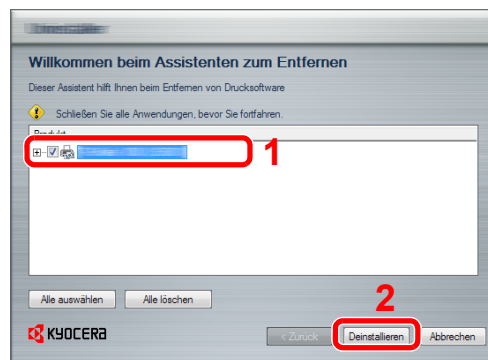 Willkommen beim Assistenten zum Entfernen
Dieser Assistent hilft Ihnen beim Entfernen von Drucksoftware
Schließen Sie alle Anwendungen, bevor Sie fortfahren.
Produkt
1
Alle auswählen Alle löschen
2
KYOCERA < Zurück Deinstallieren Abbrechen